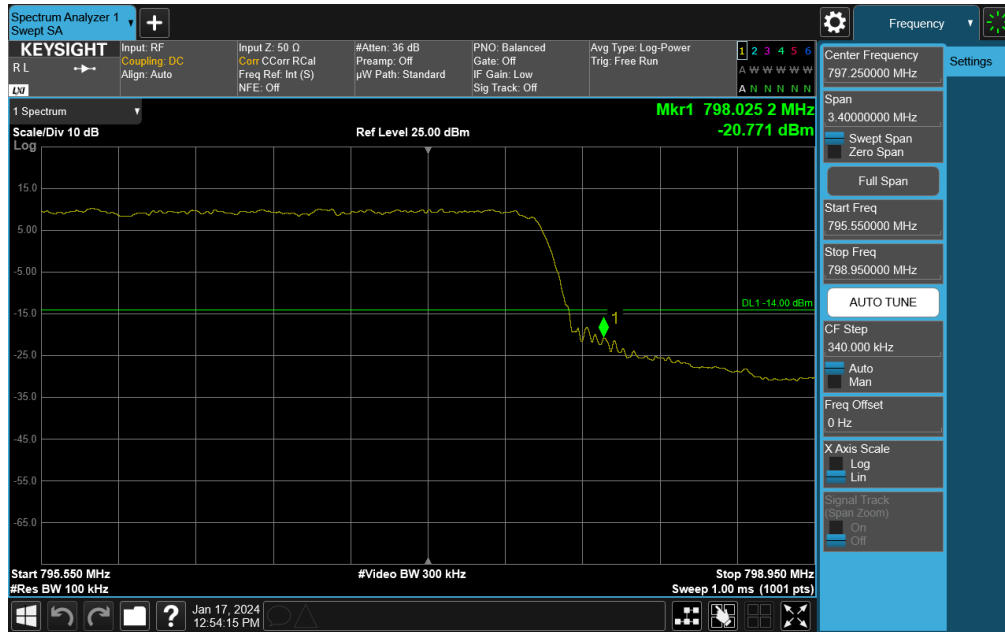 Spectrum Analyzer 1
Swept SA
KEYSIGHT
R L
LXI
Input: RF
Coupling: DC
Align: Auto
Input Z: 50 Ω
Corr CCorr RCal
Freq Ref: Int (S)
NFE: Off
#Atten: 36 dB
Preamp: Off
µW Path: Standard
PNO: Balanced
Gate: Off
IF Gain: Low
Sig Track: Off
Avg Type: Log-Power
Trig: Free Run
1 2 3 4 5 6
A W W W W W
A N N N N N
1 Spectrum
Mkr1 798.025 2 MHz
-20.771 dBm
Scale/Div 10 dB
Ref Level 25.00 dBm
Log
15.0
5.00
-5.00
-15.0
-25.0
-35.0
-45.0
-55.0
-65.0
DL1 -14.00 dBm
1
Start 795.550 MHz
#Video BW 300 kHz
Stop 798.950 MHz
#Res BW 100 kHz
Sweep 1.00 ms (1001 pts)
Jan 17, 2024
12:54:15 PM
?
Frequency
Settings
Center Frequency
797.250000 MHz
Span
3.40000000 MHz
Swept Span
Zero Span
Full Span
Start Freq
795.550000 MHz
Stop Freq
798.950000 MHz
AUTO TUNE
CF Step
340.000 kHz
Auto
Man
Freq Offset
0 Hz
X Axis Scale
Log
Lin
Signal Track
(Span Zoom)
On
Off